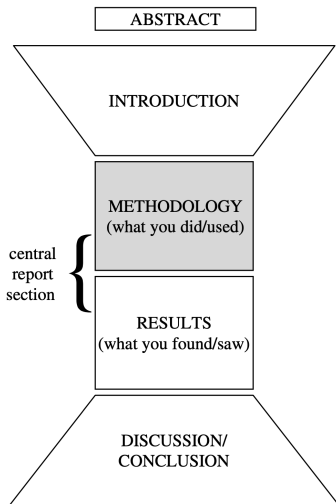 ABSTRACT
INTRODUCTION
METHODOLOGY
(what you did/used)
central
report
section
RESULTS
(what you found/saw)
DISCUSSION/
CONCLUSION